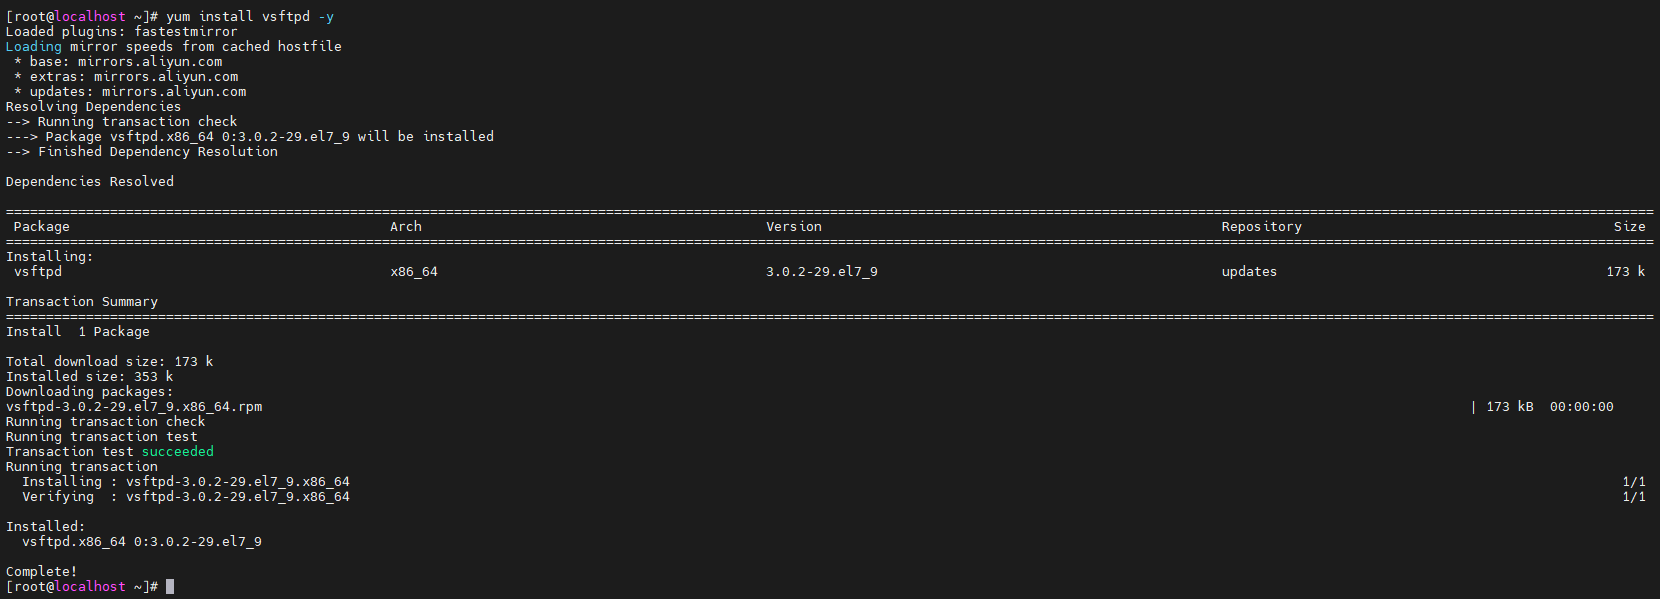 [root@localhost ~]# yum install vsftpd -y
Loaded plugins: fastestmirror
Loading mirror speeds from cached hostfile
 * base: mirrors.aliyun.com
 * extras: mirrors.aliyun.com
 * updates: mirrors.aliyun.com
Resolving Dependencies
--> Running transaction check
---> Package vsftpd.x86_64 0:3.0.2-29.el7_9 will be installed
--> Finished Dependency Resolution
Dependencies Resolved
Package Arch Version Repository Size
Installing:
 vsftpd x86_64 3.0.2-29.el7_9 updates 173 k
Transaction Summary
Install  1 Package
Total download size: 173 k
Installed size: 353 k
Downloading packages:
vsftpd-3.0.2-29.el7_9.x86_64.rpm | 173 kB  00:00:00
Running transaction check
Running transaction test
Transaction test succeeded
Running transaction
  Installing : vsftpd-3.0.2-29.el7_9.x86_64 1/1
  Verifying  : vsftpd-3.0.2-29.el7_9.x86_64 1/1
Installed:
  vsftpd.x86_64 0:3.0.2-29.el7_9
Complete!
[root@localhost ~]#